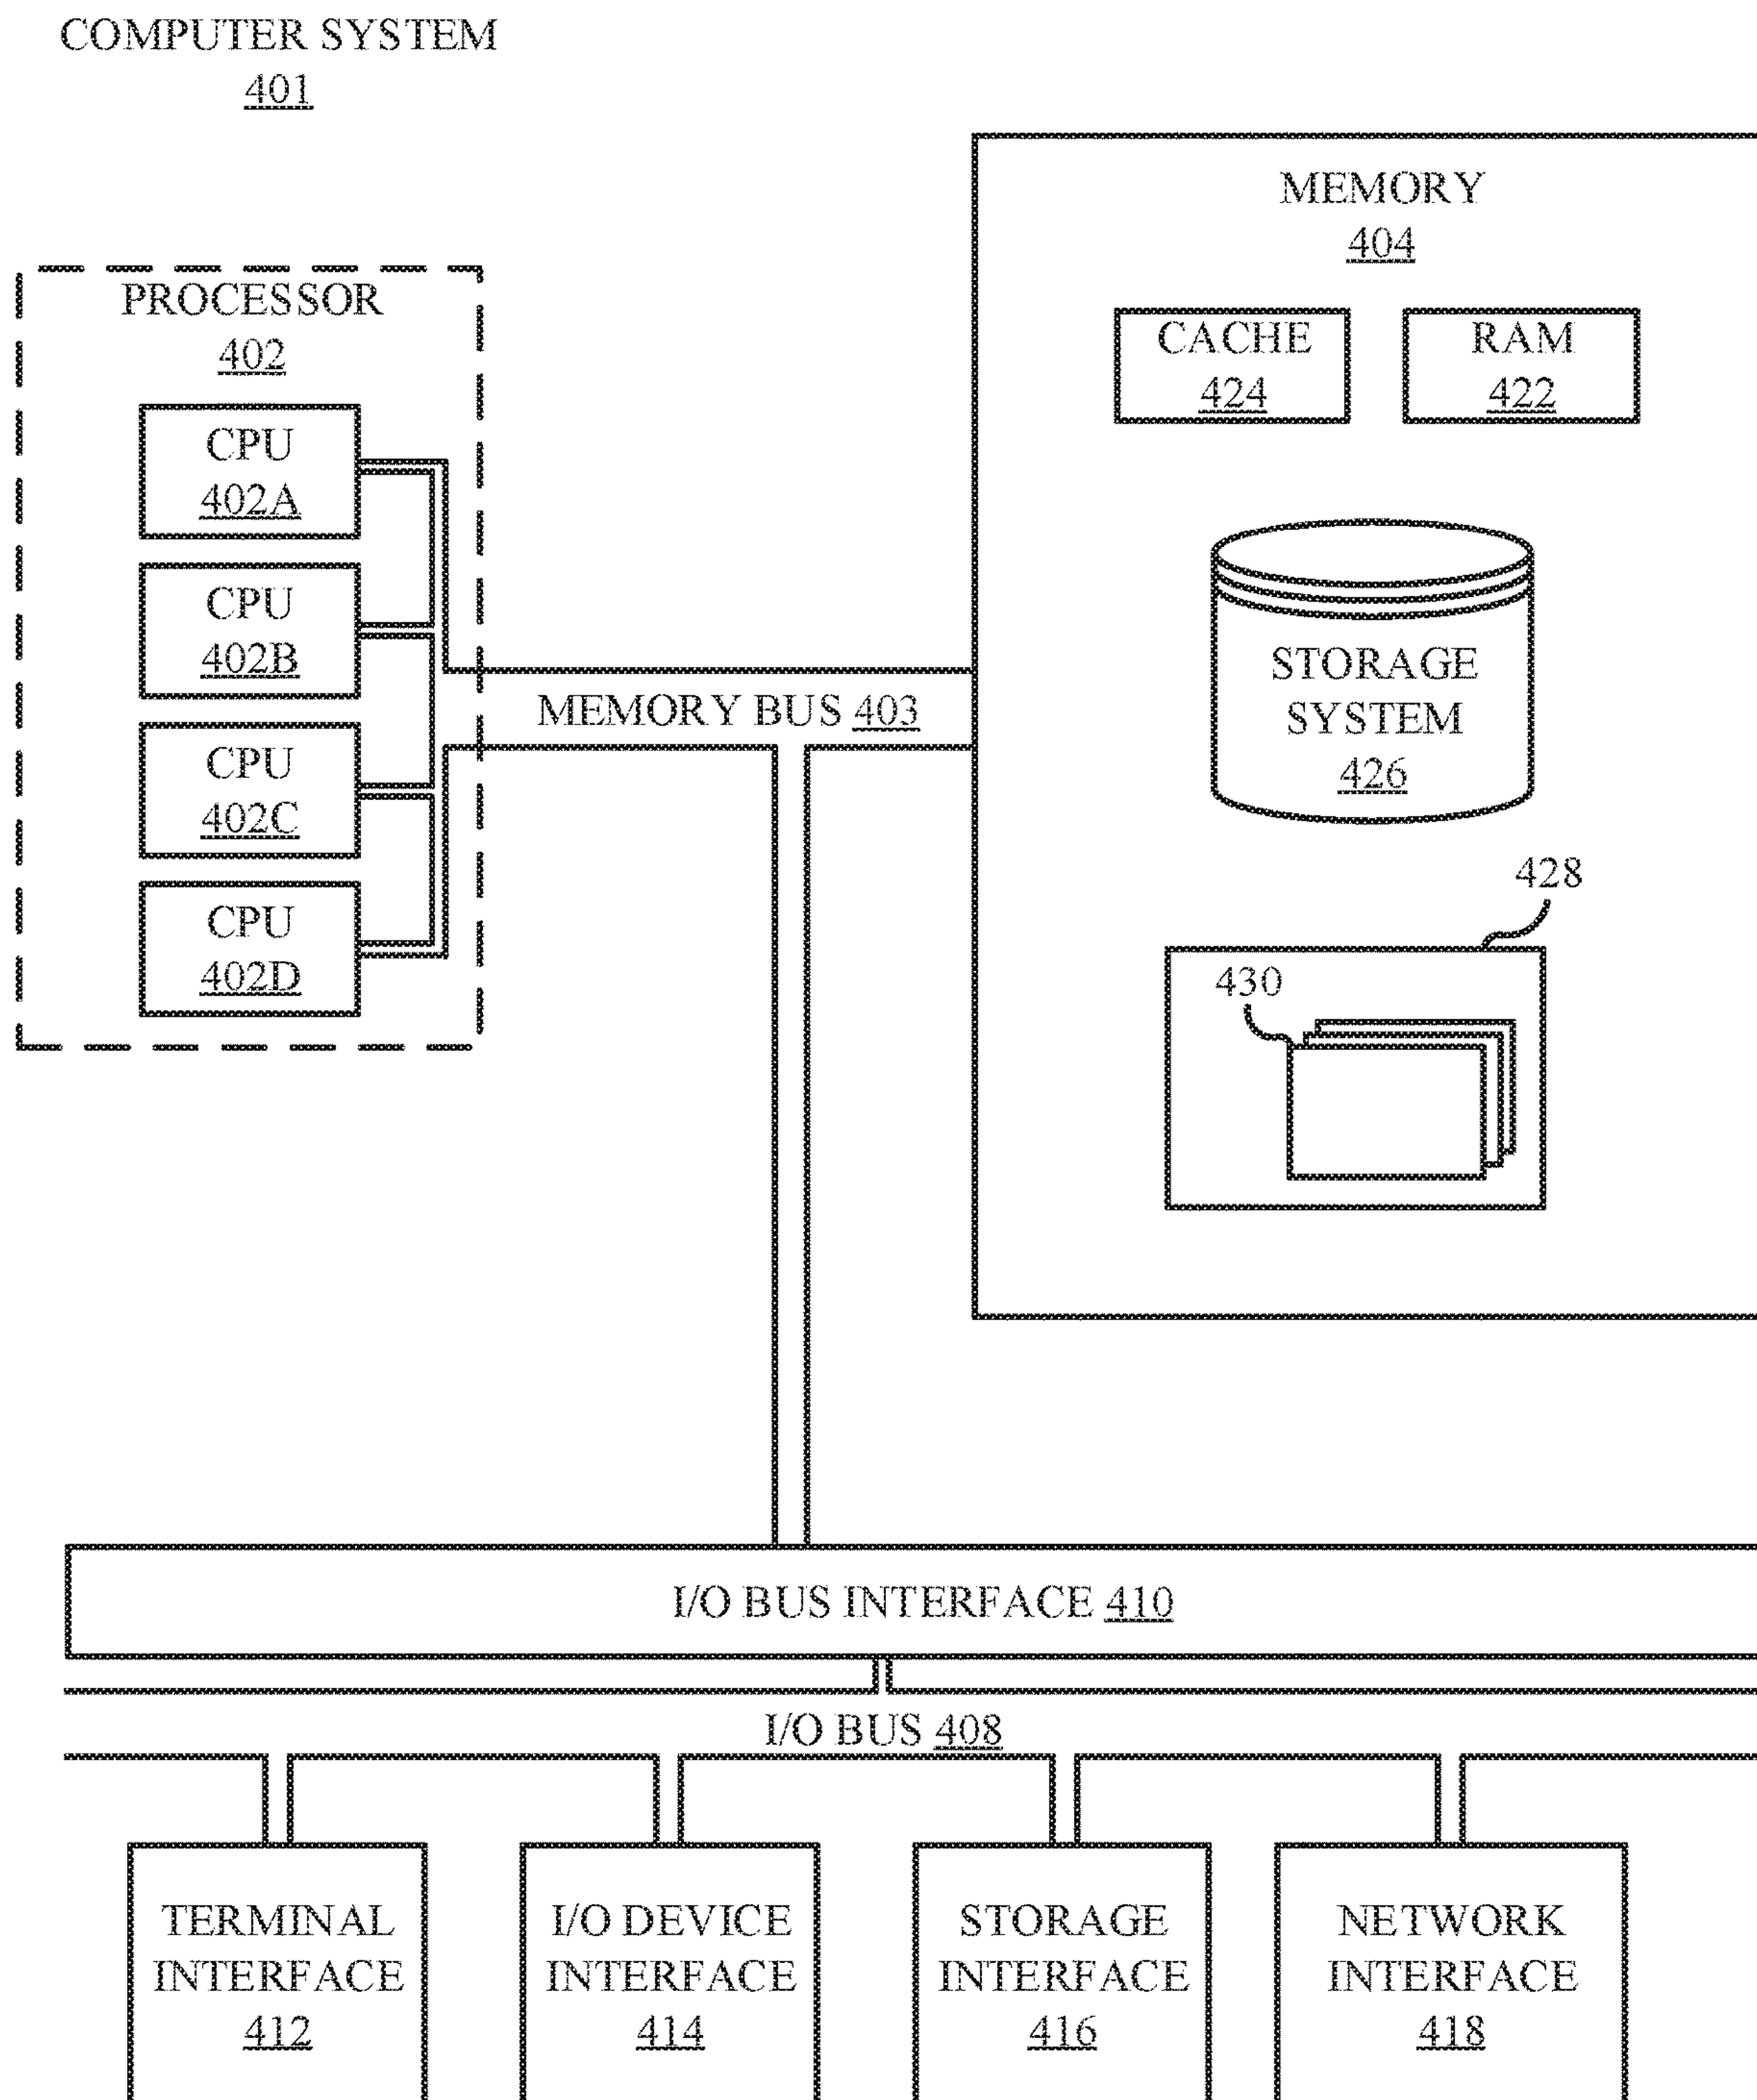 COMPUTER SYSTEM
401
MEMORY
404
PROCESSOR
402
CACHE
424
RAM
422
CPU
402A
CPU
402B
CPU
402C
CPU
402D
MEMORY BUS 403
STORAGE
SYSTEM
426
428
430
I/O BUS INTERFACE 410
I/O BUS 408
TERMINAL
INTERFACE
412
I/O DEVICE
INTERFACE
414
STORAGE
INTERFACE
416
NETWORK
INTERFACE
418